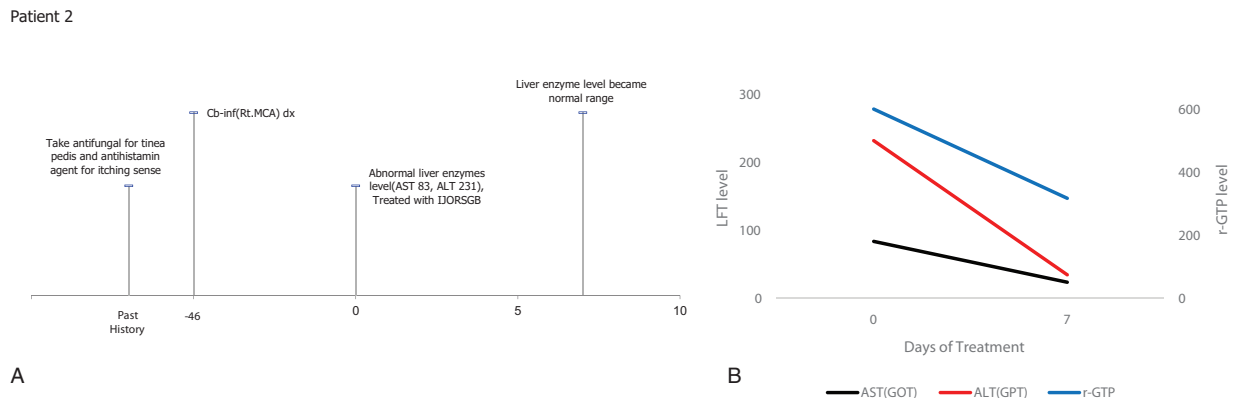 Patient 2
Take antifungal for tinea
pedis and antihistamin
agent for itching sense
Cb-inf(Rt.MCA) dx
Abnormal liver enzymes
level(AST 83, ALT 231),
Treated with IJORSGB
Liver enzyme level became
normal range
Past
History
-46
0
5
10
A
300
200
100
0
LFT level
600
400
200
0
r-GTP level
0
7
Days of Treatment
B
AST(GOT)
ALT(GPT)
r-GTP